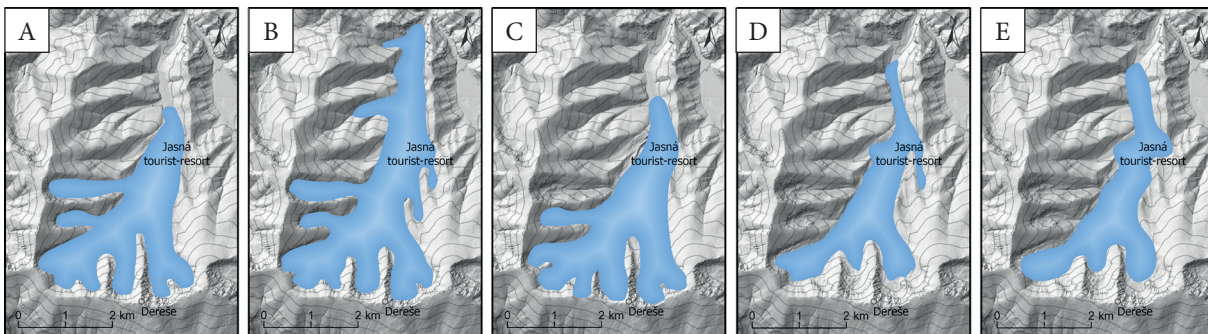 A
N
Jasná
tourist-resort
Dereše
0 1 2 km
B
N
Jasná
tourist-resort
Dereše
0 1 2 km
C
N
Jasná
tourist-resort
Dereše
0 1 2 km
D
N
Jasná
tourist-resort
Dereše
0 1 2 km
E
N
Jasná
tourist-resort
Dereše
0 1 2 km